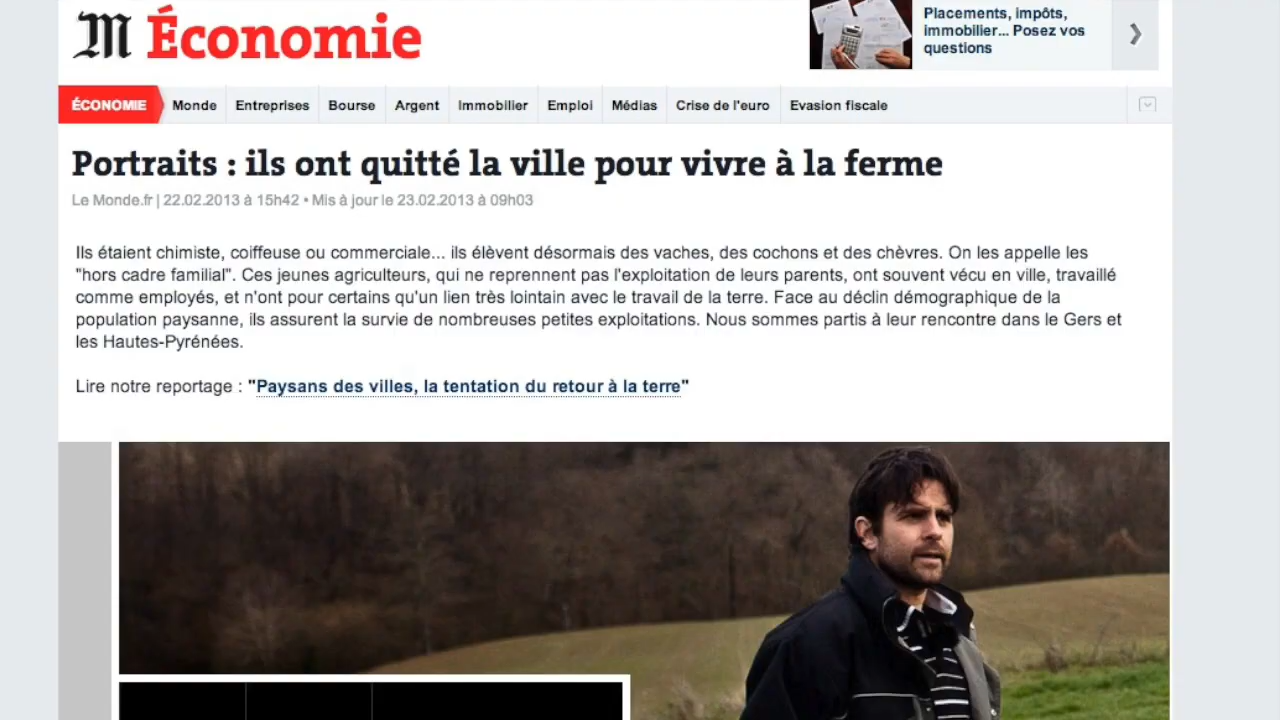 M Économie
Placements, impôts,
immobilier... Posez vos
questions
ÉCONOMIE Monde Entreprises Bourse Argent Immobilier Emploi Médias Crise de l'euro Evasion fiscale
Portraits : ils ont quitté la ville pour vivre à la ferme
Le Monde.fr | 22.02.2013 à 15h42 • Mis à jour le 23.02.2013 à 09h03
Ils étaient chimiste, coiffeuse ou commerciale... ils élèvent désormais des vaches, des cochons et des chèvres. On les appelle les
"hors cadre familial". Ces jeunes agriculteurs, qui ne reprennent pas l'exploitation de leurs parents, ont souvent vécu en ville, travaillé
comme employés, et n'ont pour certains qu'un lien très lointain avec le travail de la terre. Face au déclin démographique de la
population paysanne, ils assurent la survie de nombreuses petites exploitations. Nous sommes partis à leur rencontre dans le Gers et
les Hautes-Pyrénées.
Lire notre reportage : "Paysans des villes, la tentation du retour à la terre"